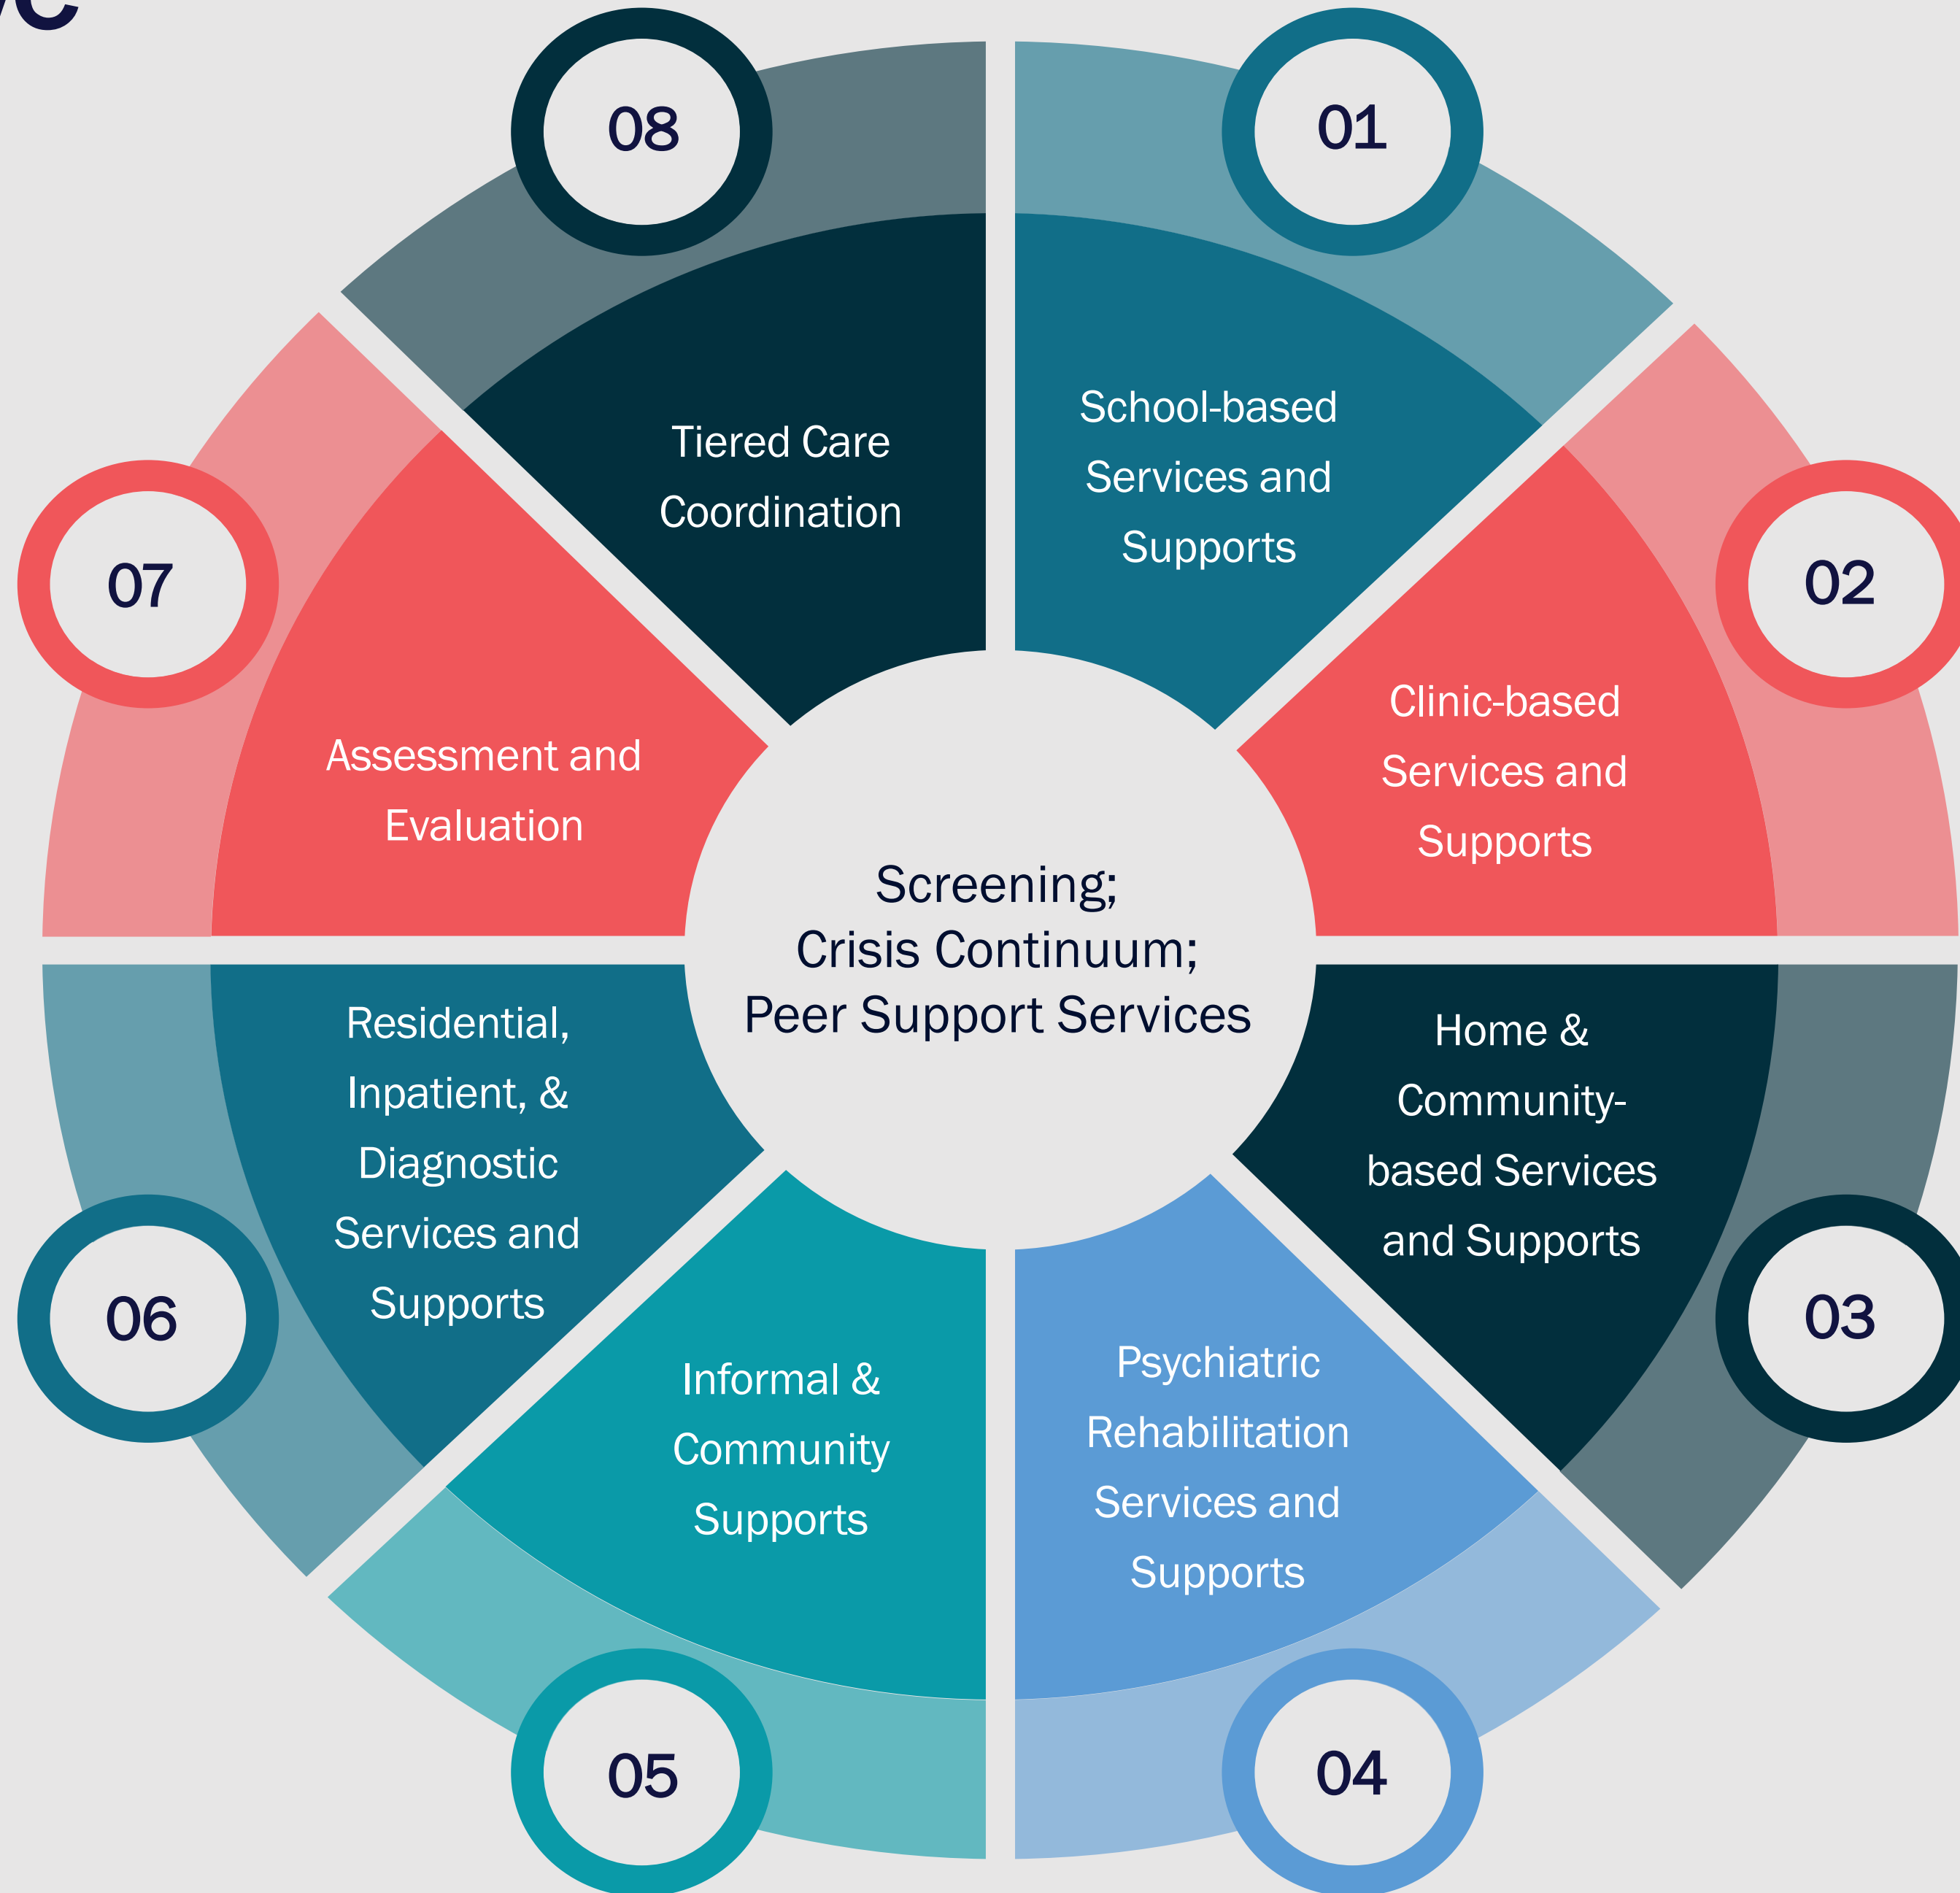 08
01
Tiered Care
Coordination
School-based
Services and
Supports
07
02
Assessment and
Evaluation
Clinic-based
Services and
Supports
Screening;
Crisis Continuum;
Peer Support Services
Residential,
Inpatient, &
Diagnostic
Services and
Supports
Home &
Community-
based Services
and Supports
06
03
Informal &
Community
Supports
Psychiatric
Rehabilitation
Services and
Supports
05
04